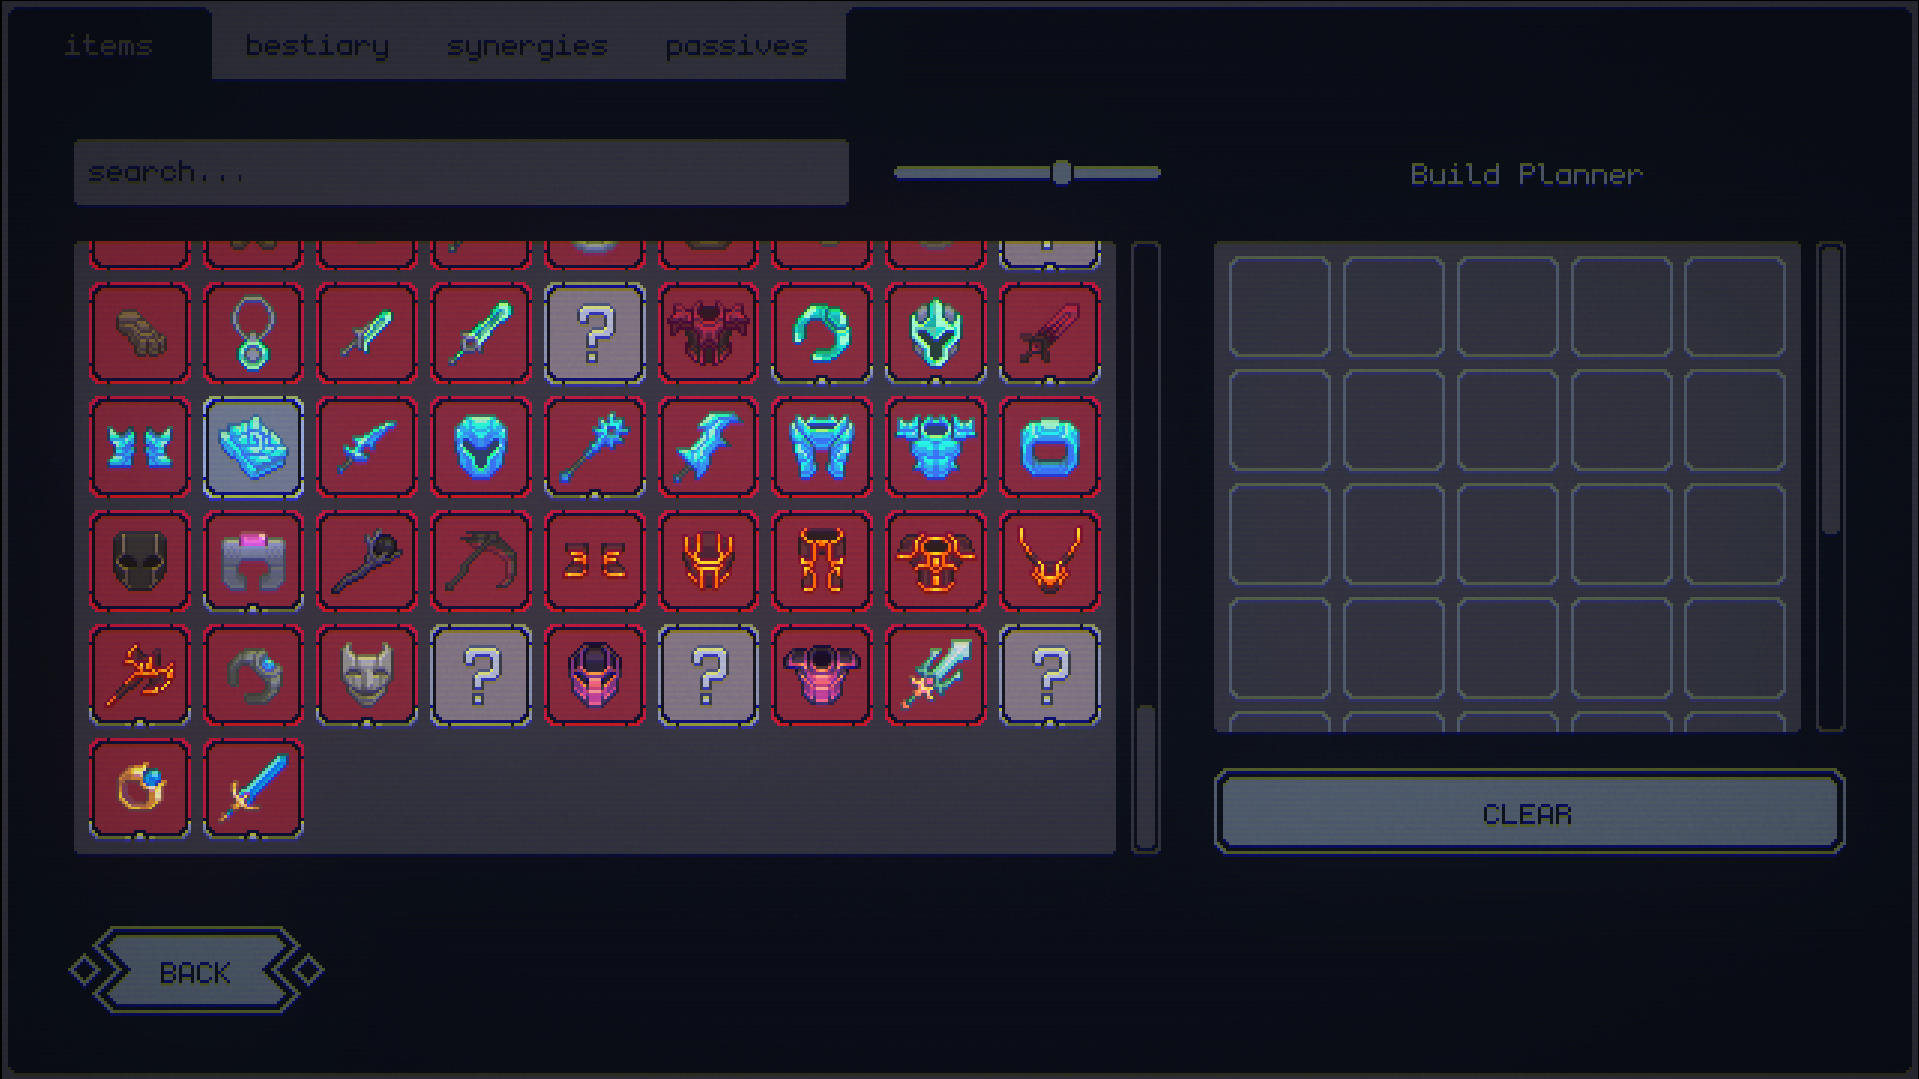 items bestiary synergies passives
search...
Build Planner
?
?
?
?
?
CLEAR
BACK